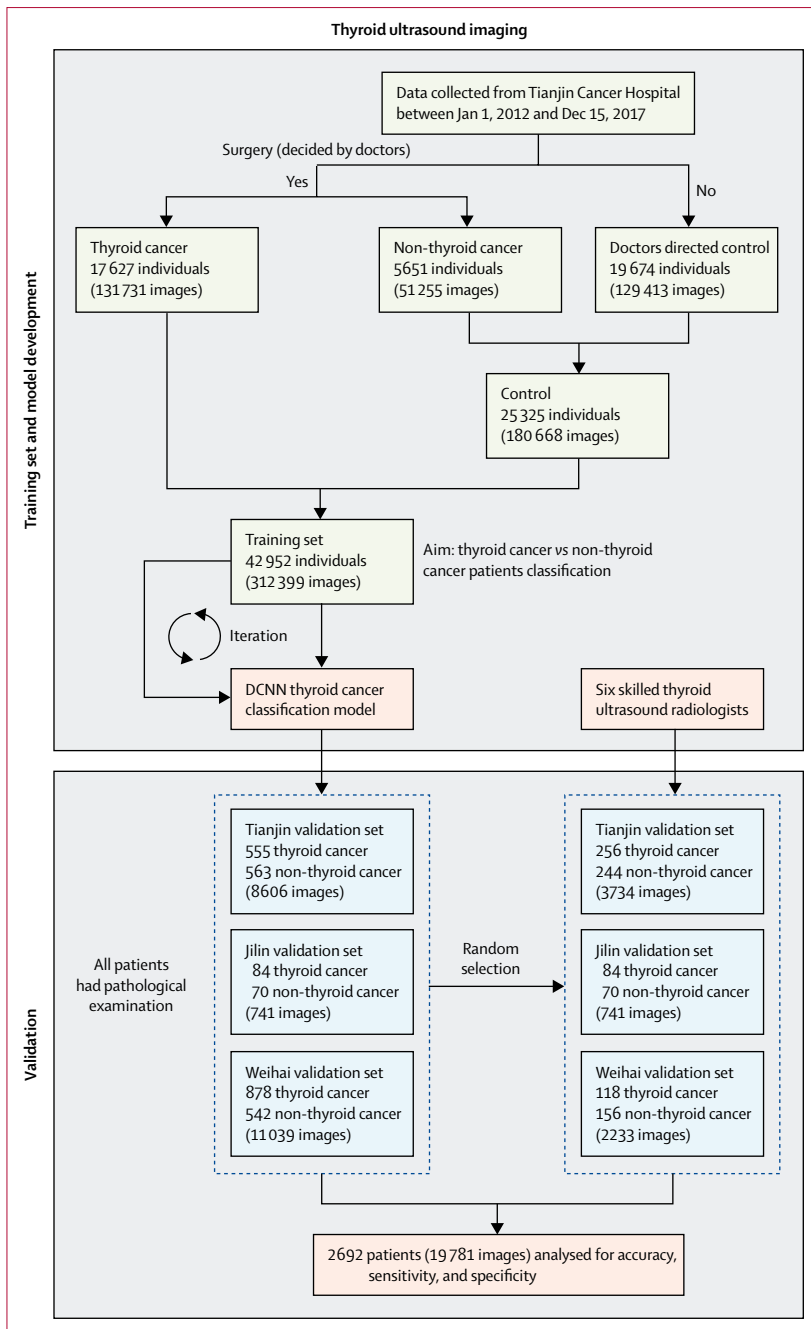 Thyroid ultrasound imaging
Training set and model development
Data collected from Tianjin Cancer Hospital
between Jan 1, 2012 and Dec 15, 2017
Surgery (decided by doctors)
Yes
No
Thyroid cancer
17 627 individuals
(131 731 images)
Non-thyroid cancer
5651 individuals
(51 255 images)
Doctors directed control
19 674 individuals
(129 413 images)
Control
25 325 individuals
(180 668 images)
Training set
42 952 individuals
(312 399 images)
Aim: thyroid cancer vs non-thyroid
cancer patients classification
Iteration
DCNN thyroid cancer
classification model
Six skilled thyroid
ultrasound radiologists
Validation
All patients
had pathological
examination
Tianjin validation set
555 thyroid cancer
563 non-thyroid cancer
(8606 images)
Jilin validation set
84 thyroid cancer
70 non-thyroid cancer
(741 images)
Weihai validation set
878 thyroid cancer
542 non-thyroid cancer
(11 039 images)
Random
selection
Tianjin validation set
256 thyroid cancer
244 non-thyroid cancer
(3734 images)
Jilin validation set
84 thyroid cancer
70 non-thyroid cancer
(741 images)
Weihai validation set
118 thyroid cancer
156 non-thyroid cancer
(2233 images)
2692 patients (19 781 images) analysed for accuracy,
sensitivity, and specificity